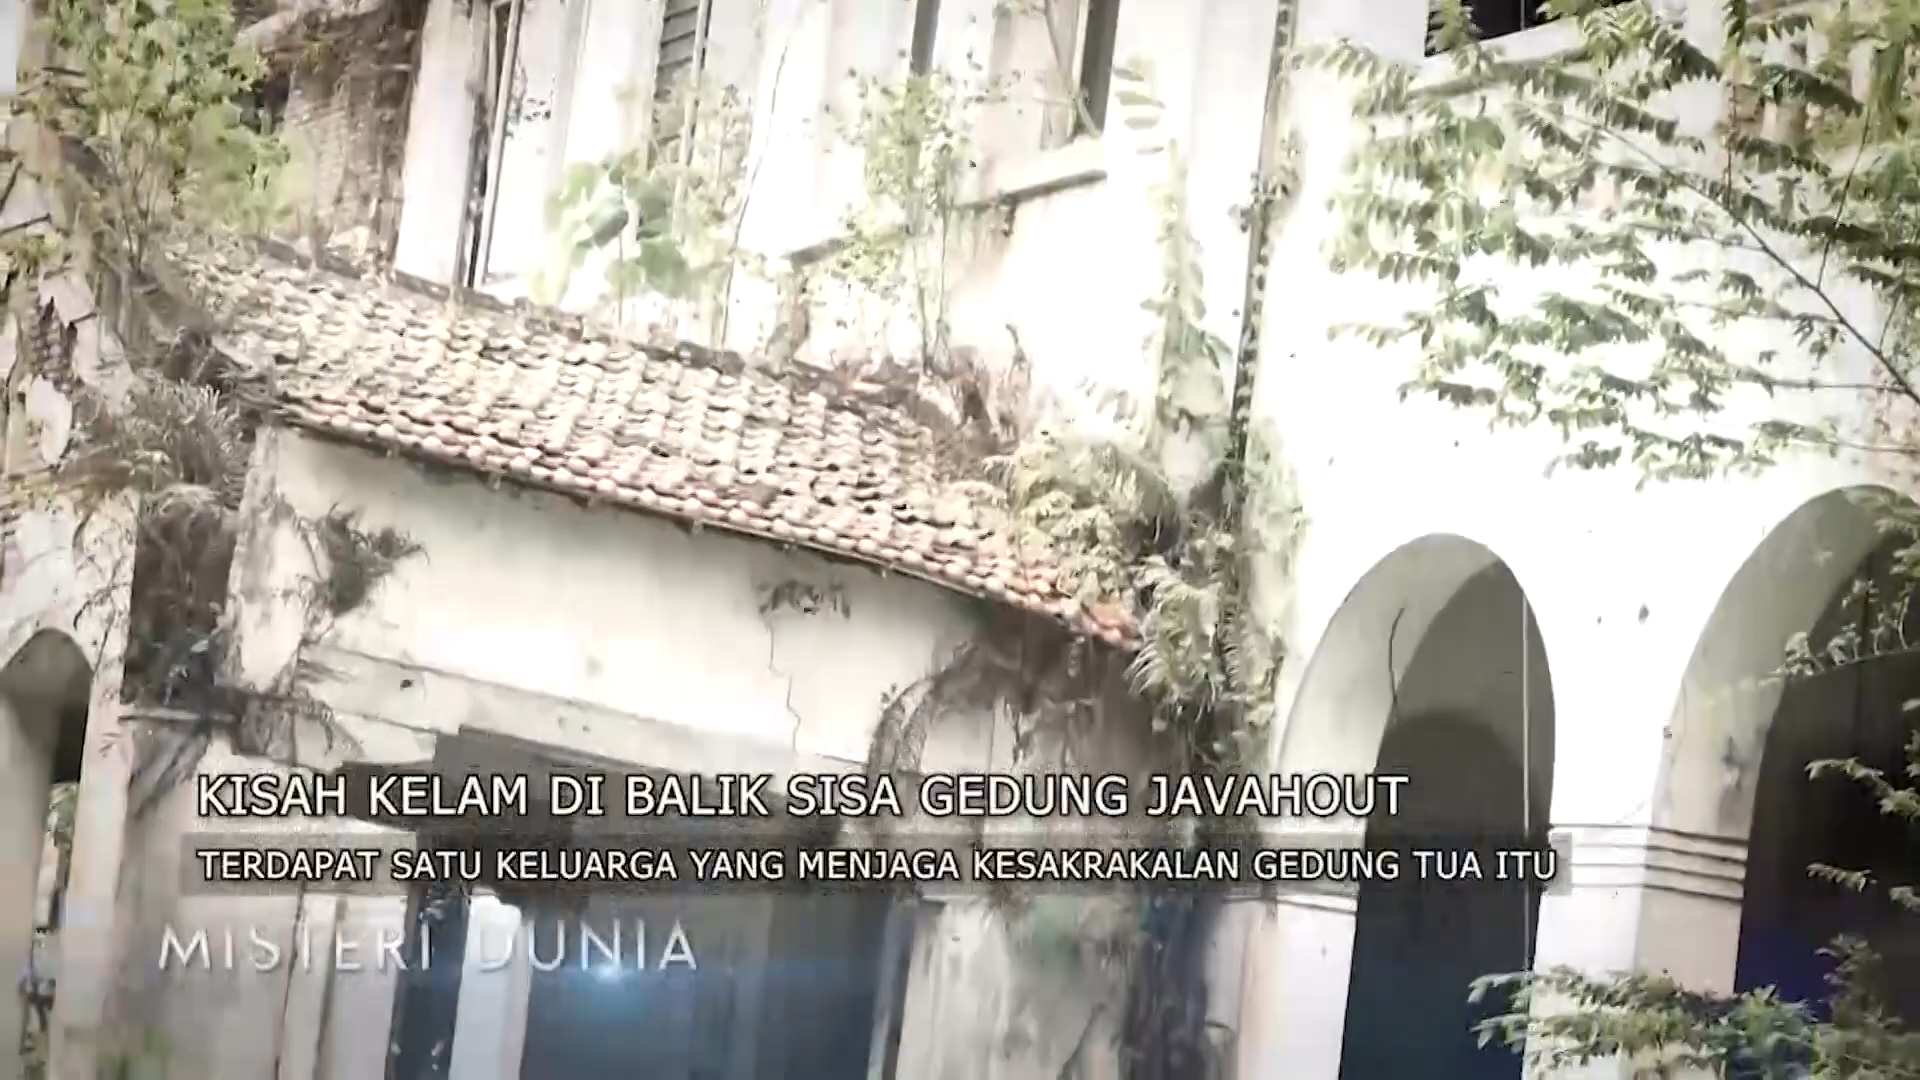 KISAH KELAM DI BALIK SISA GEDUNG JAVAHOUT
TERDAPAT SATU KELUARGA YANG MENJAGA KESAKRAKALAN GEDUNG TUA ITU
MISTERI DUNIA